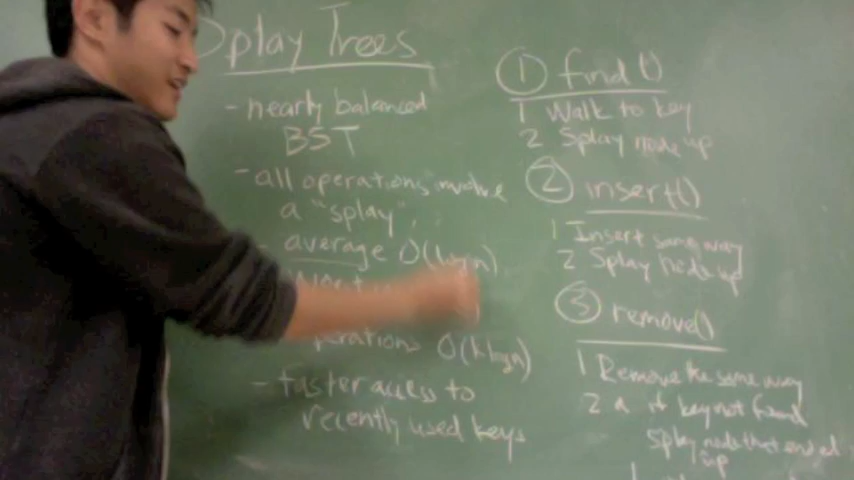 Splay Trees
- nearly balanced
BST
- all operations involve
a "splay"
- average O(log n)
operations O(k log n)
- faster access to
recently used keys
① find()
1 Walk to key
2 Splay node up
② insert()
1 Insert same way
2 Splay node up
③ remove()
1 Remove the same way
2 a if key not found
splay node that ended
up